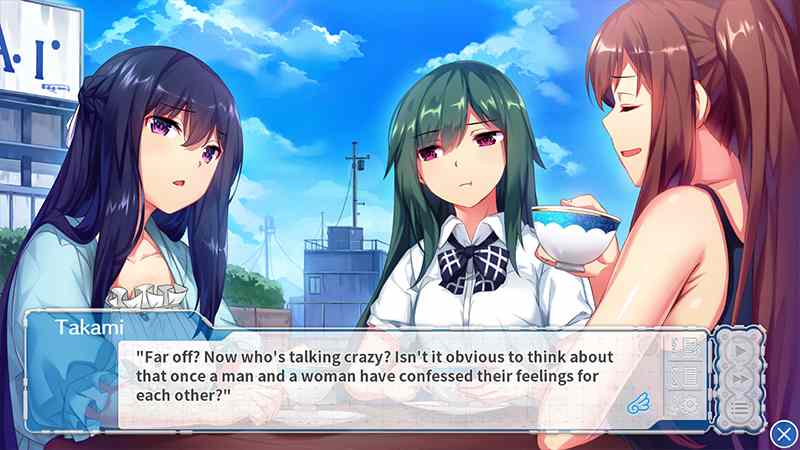 A.I.
Takami
"Far off? Now who's talking crazy? Isn't it obvious to think about
that once a man and a woman have confessed their feelings for
each other?"